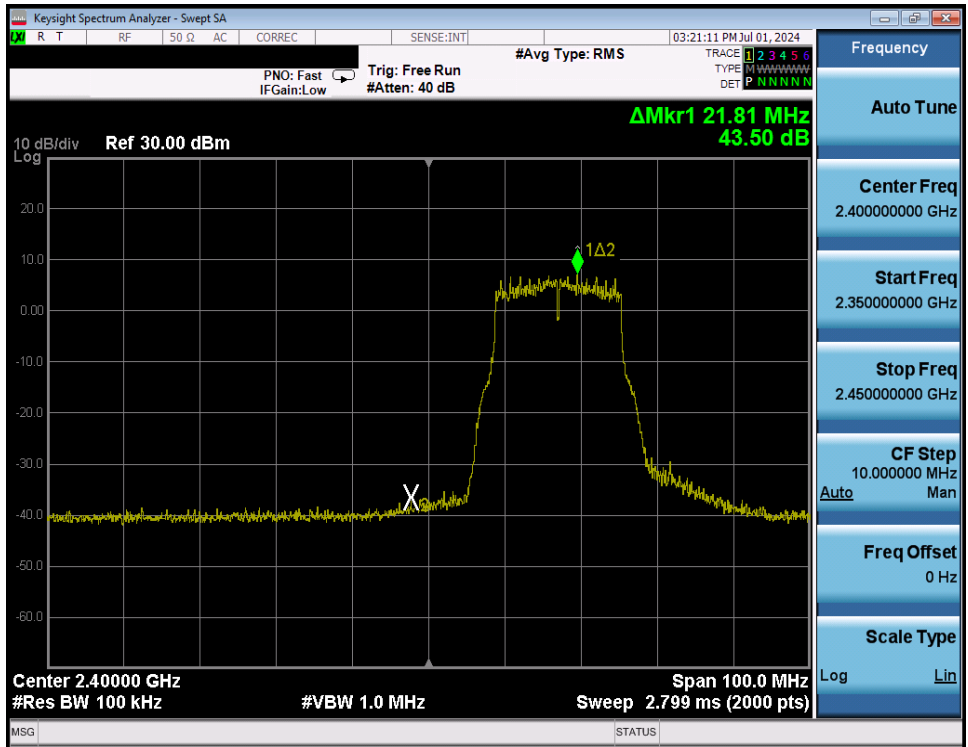 Keysight Spectrum Analyzer - Swept SA
LXI R T RF 50 Ω AC CORREC SENSE:INT 03:21:11 PM Jul 01, 2024
#Avg Type: RMS
TRACE 1 2 3 4 5 6
TYPE M WWWWW
DET P N N N N N
PNO: Fast
IFGain:Low
Trig: Free Run
#Atten: 40 dB
ΔMkr1 21.81 MHz
43.50 dB
10 dB/div Ref 30.00 dBm
Log
20.0
10.0
0.00
-10.0
-20.0
-30.0
-40.0
-50.0
-60.0
1Δ2
X2
Center 2.40000 GHz
Span 100.0 MHz
#Res BW 100 kHz
#VBW 1.0 MHz
Sweep 2.799 ms (2000 pts)
MSG
STATUS
Frequency
Auto Tune
Center Freq
2.400000000 GHz
Start Freq
2.350000000 GHz
Stop Freq
2.450000000 GHz
CF Step
10.000000 MHz
Auto Man
Freq Offset
0 Hz
Scale Type
Log Lin